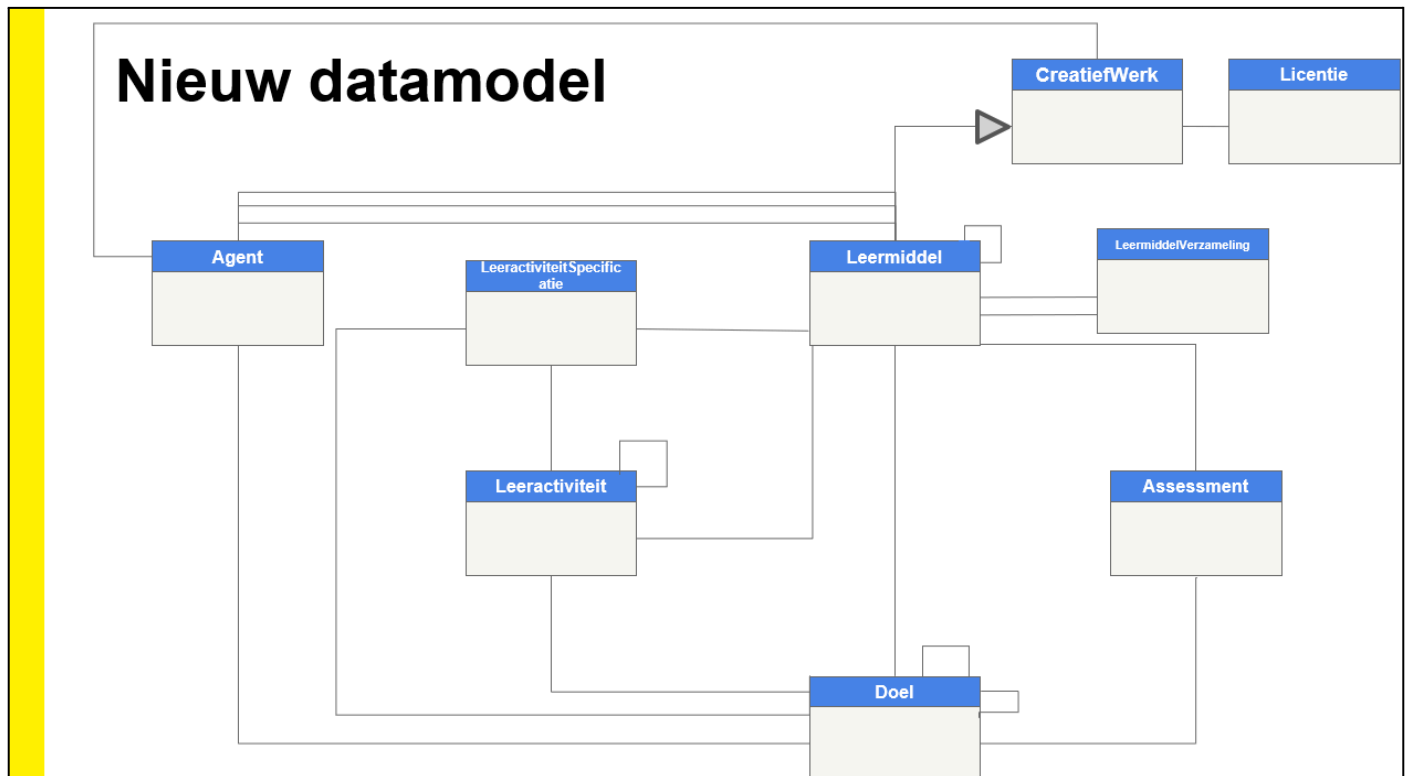 Nieuw datamodel
CreatiefWerk
Licentie
Agent
LeeractiviteitSpecific
atie
Leermiddel
LeermiddelVerzameling
Leeractiviteit
Assessment
Doel